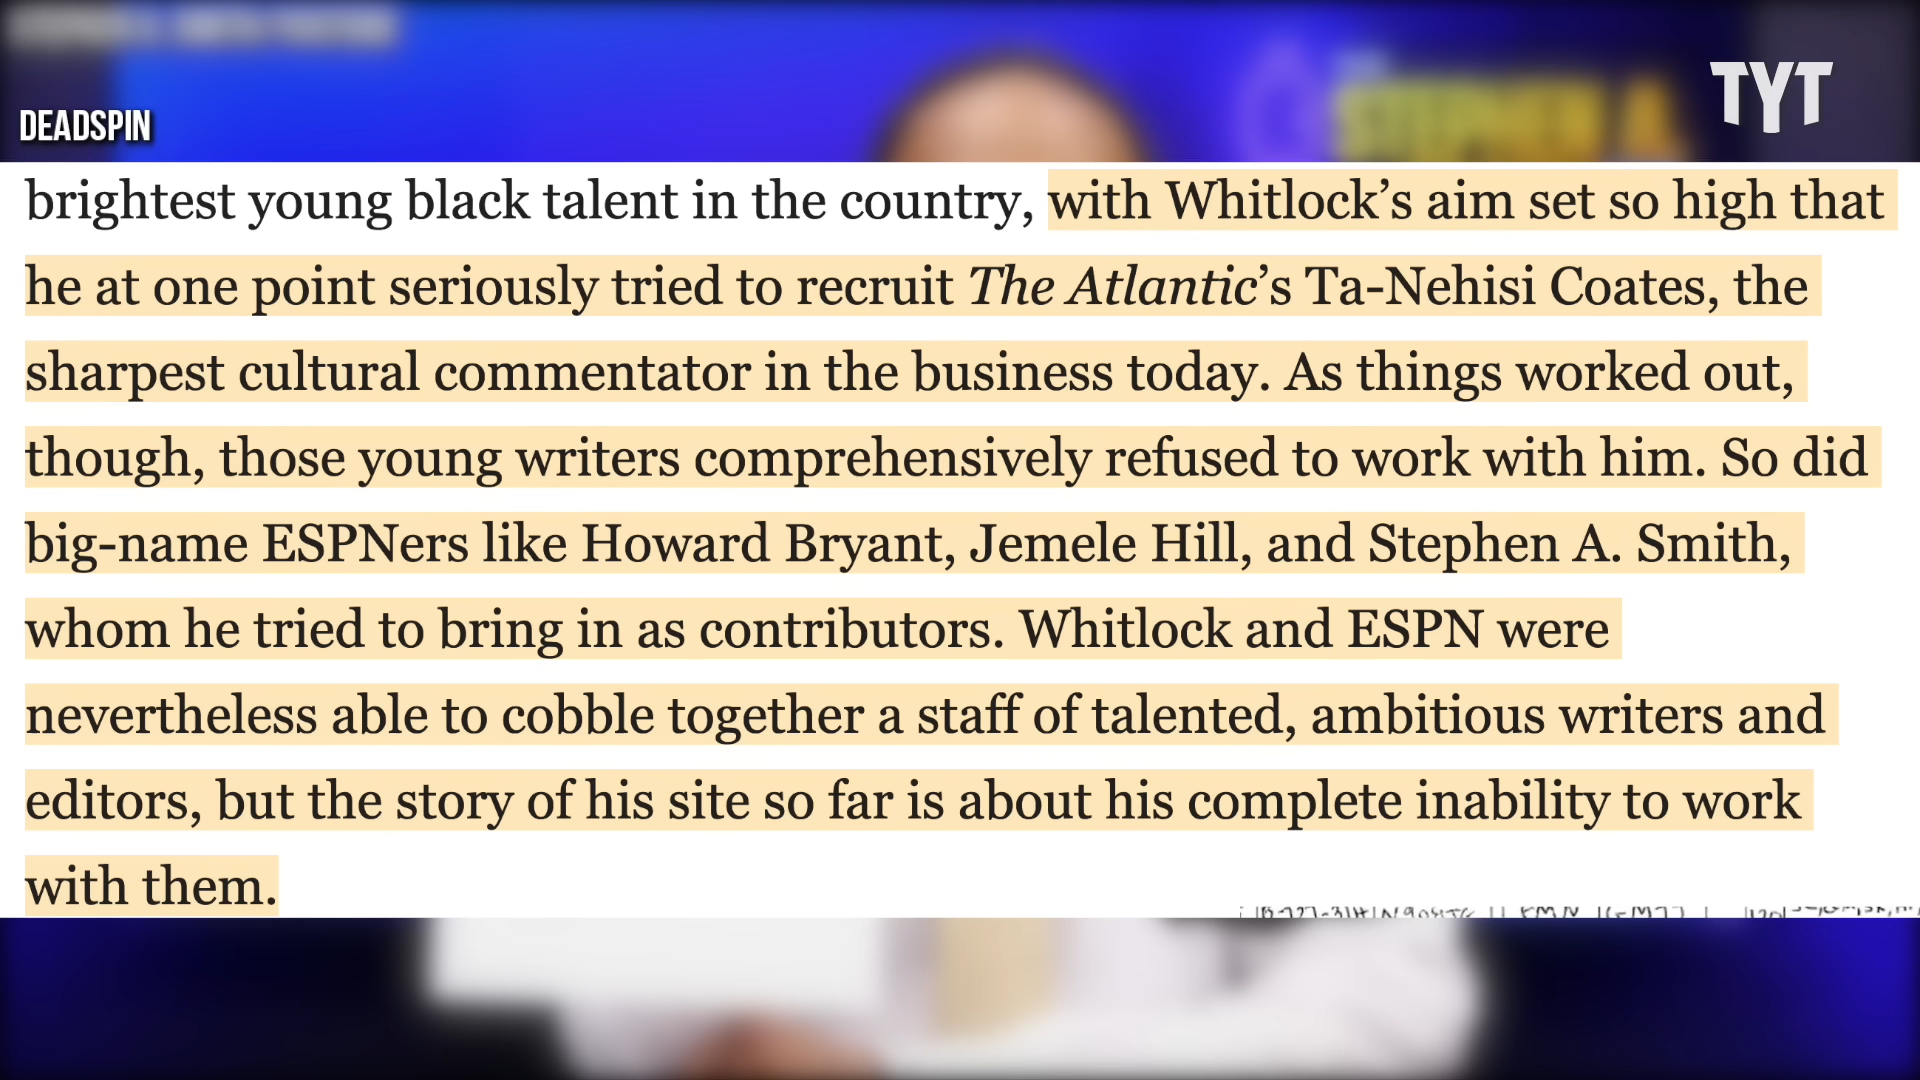 TYT
STEPHEN A.
DEADSPIN
brightest young black talent in the country, with Whitlock’s aim set so high that
he at one point seriously tried to recruit The Atlantic’s Ta-Nehisi Coates, the
sharpest cultural commentator in the business today. As things worked out,
though, those young writers comprehensively refused to work with him. So did
big-name ESPNers like Howard Bryant, Jemele Hill, and Stephen A. Smith,
whom he tried to bring in as contributors. Whitlock and ESPN were
nevertheless able to cobble together a staff of talented, ambitious writers and
editors, but the story of his site so far is about his complete inability to work
with them.